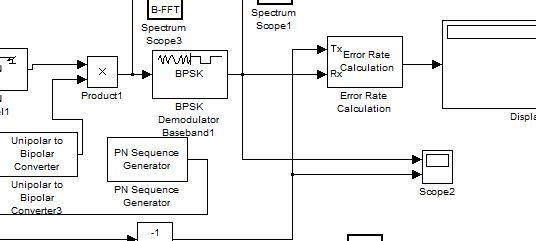 B-FFT
Spectrum
Scope3
Spectrum
Scope1
BPSK
BPSK
Demodulator
Baseband1
Product1
Tx
Rx
Error Rate
Calculation
Error Rate
Calculation
Unipolar to
Bipolar
Converter
Unipolar to
Bipolar
Converter3
PN Sequence
Generator
PN Sequence
Generator
Scope2
-1